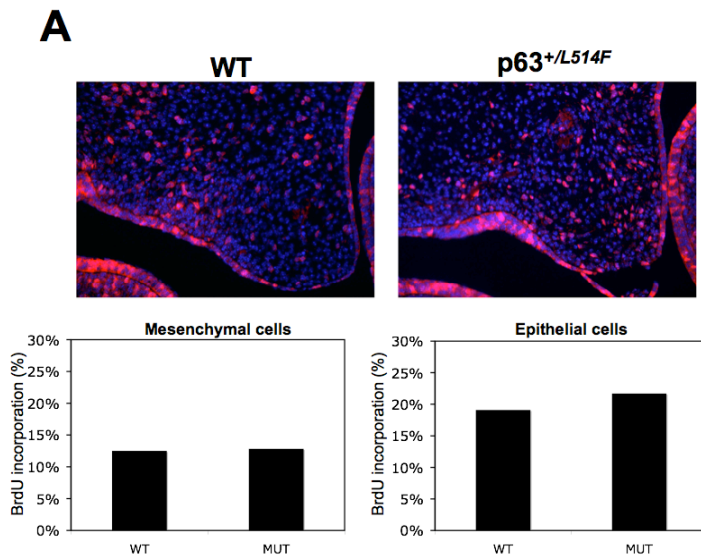 A
WT p63+/L514F
Mesenchymal cells
BrdU incorporation (%)
30%
25%
20%
15%
10%
5%
0%
WT MUT
Epithelial cells
BrdU incorporation (%)
30%
25%
20%
15%
10%
5%
0%
WT MUT